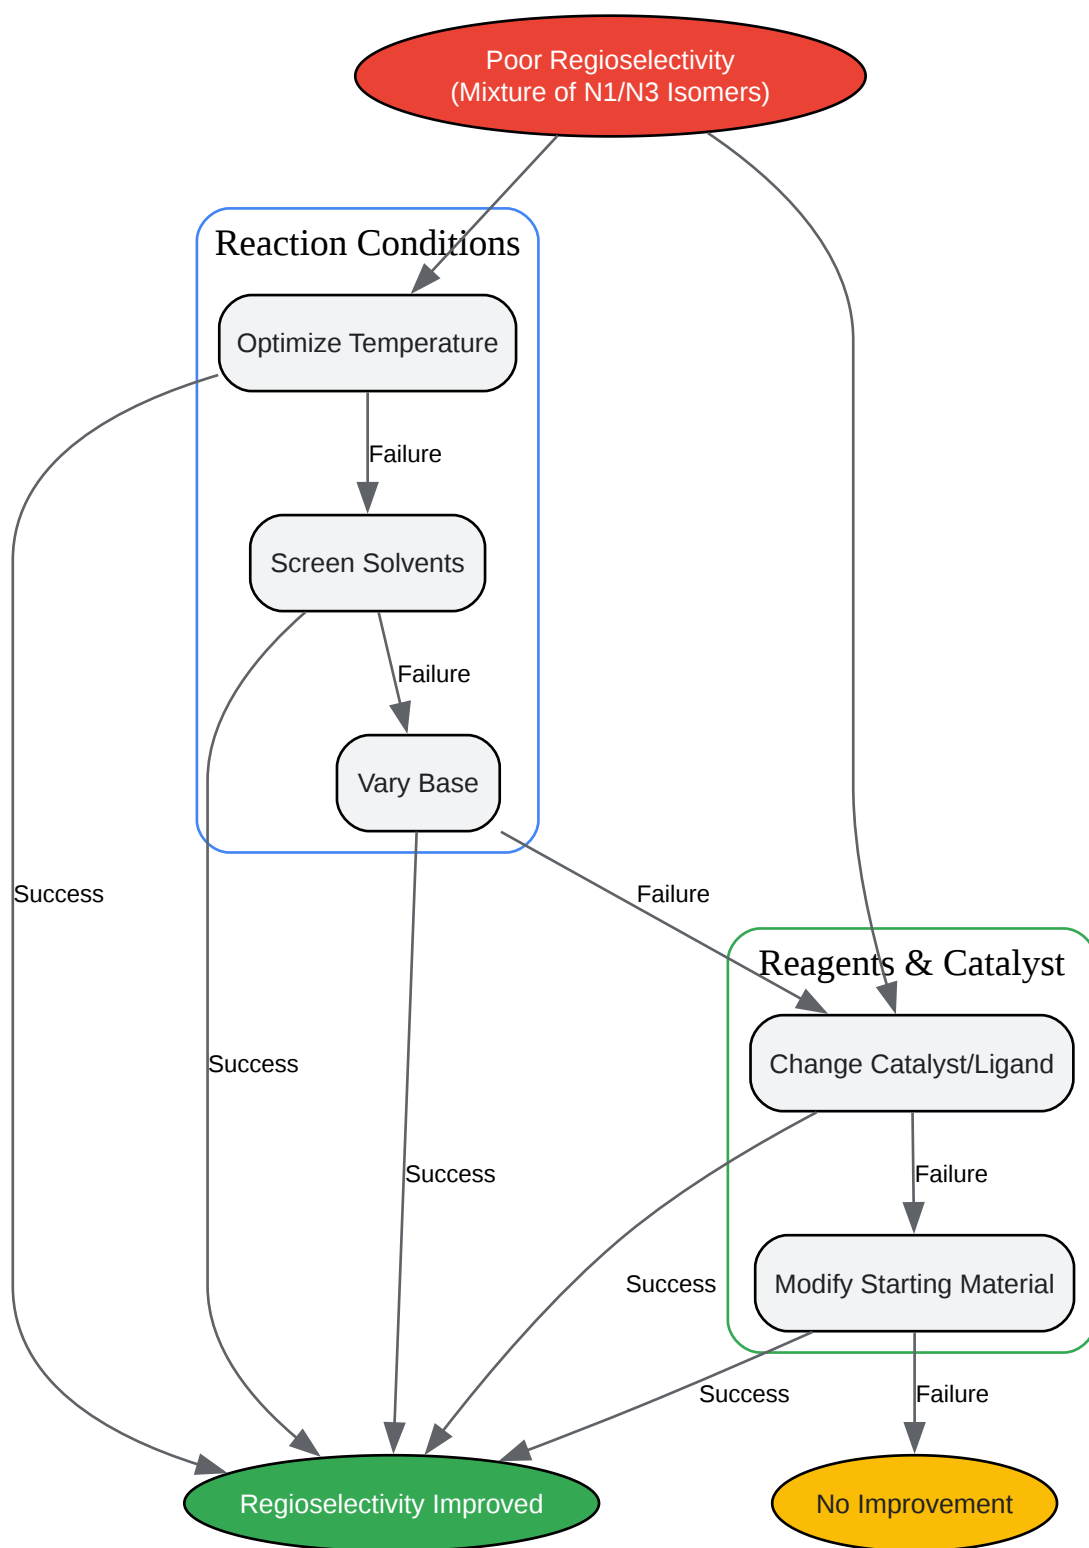 Poor Regioselectivity
(Mixture of N1/N3 Isomers)
Reaction Conditions
Optimize Temperature
Failure
Screen Solvents
Failure
Vary Base
Success
Failure
Reagents & Catalyst
Change Catalyst/Ligand
Success
Success
Failure
Modify Starting Material
Success
Success
Failure
Regioselectivity Improved
No Improvement